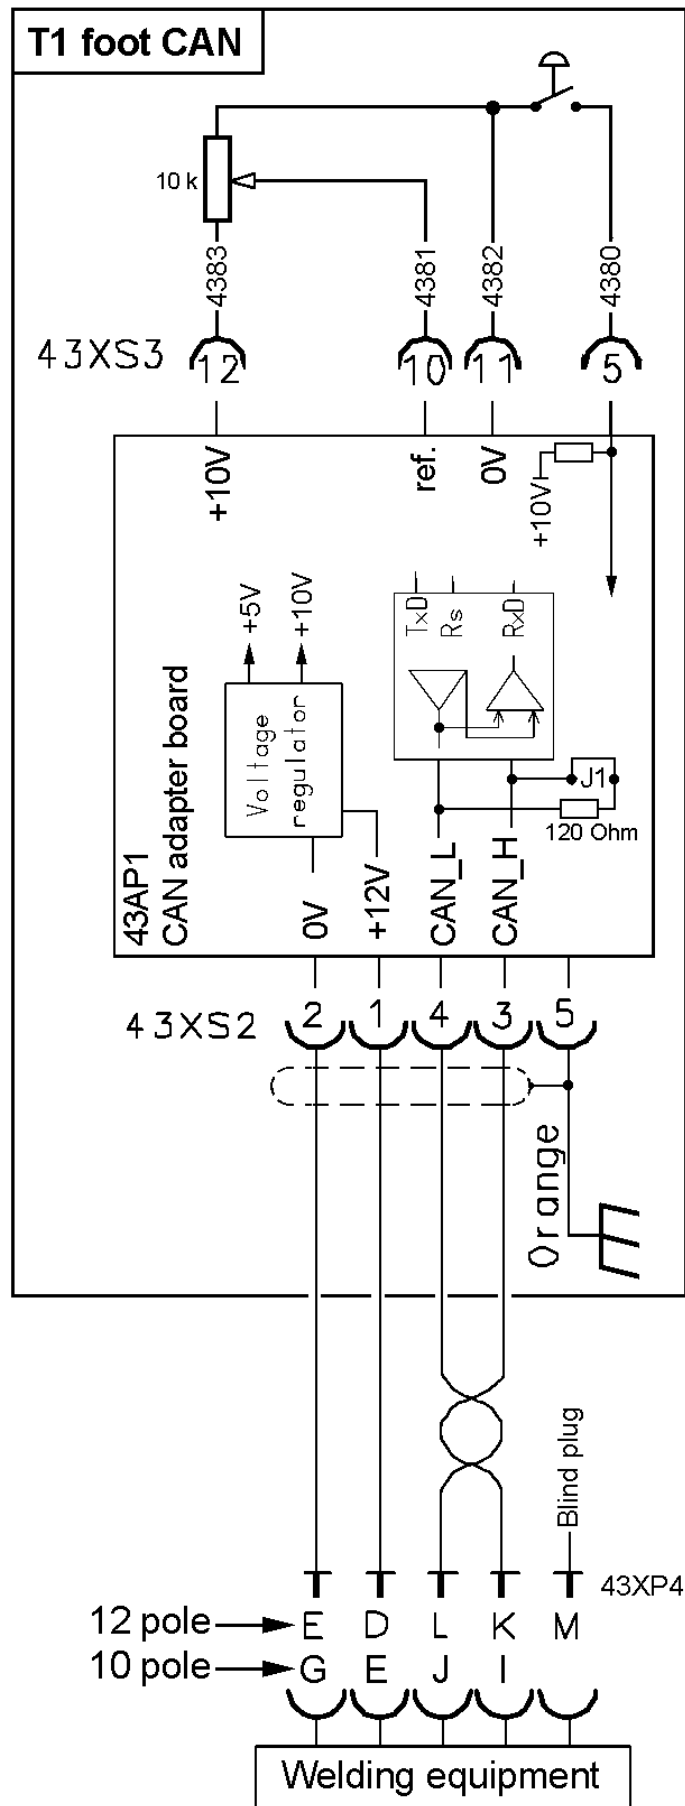 T1 foot CAN
10 k
4383
4381
4382
4380
43XS3
12
10
11
5
+10V
ref.
0V
+10V
+5V
+10V
TxD
Rs
RxD
Voltage
regulator
J1
120 Ohm
43AP1
CAN adapter board
0V
+12V
CAN_L
CAN_H
43XS2
2
1
4
3
5
Orange
Blind plug
43XP4
12 pole E D L K M
10 pole G E J I
Welding equipment